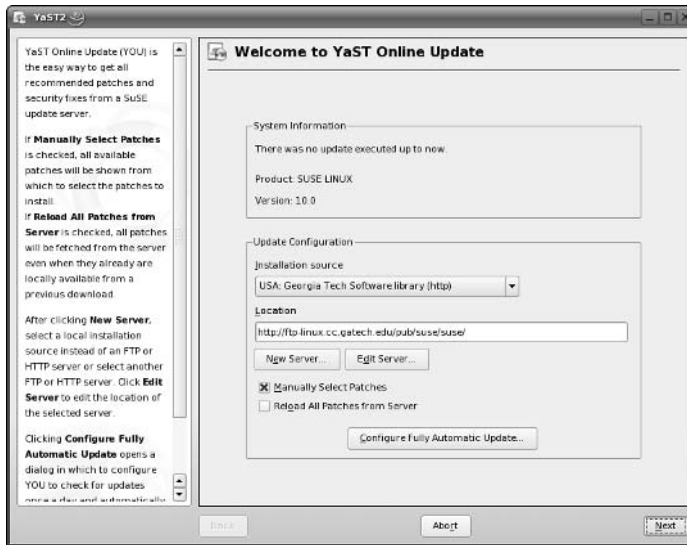 YaST2
YaST Online Update (YOU) is
the easy way to get all
recommended patches and
security fixes from a SuSE
update server.
If Manually Select Patches
is checked, all available
patches will be shown from
which to select the patches to
install.
If Reload All Patches from
Server is checked, all patches
will be fetched from the server
even when they already are
locally available from a
previous download.
After clicking New Server,
select a local installation
source instead of an FTP or
HTTP server or select another
FTP or HTTP server. Click Edit
Server to edit the location of
the selected server.
Clicking Configure Fully
Automatic Update opens a
dialog in which to configure
YOU to check for updates
once a day and automatically
Welcome to YaST Online Update
System Information
There was no update executed up to now.
Product: SUSE LINUX
Version: 10.0
Update Configuration
Installation source
USA: Georgia Tech Software library (http)
Location
http://ftp-linux.cc.gatech.edu/pub/suse/suse/
New Server... Edit Server...
Manually Select Patches
Reload All Patches from Server
Configure Fully Automatic Update...
Back Abort Next